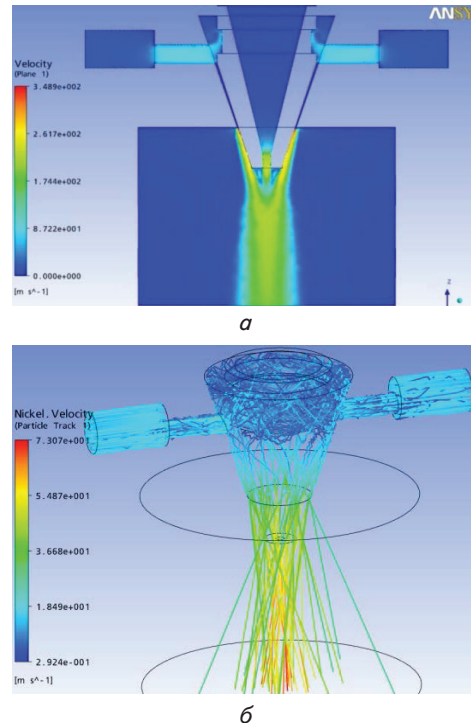 ANSY
Velocity
(Plane 1)
3.489e+002
2.617e+002
1.744e+002
8.722e+001
0.000e+000
[m s^-1]
z
а
Nickel.Velocity
(Particle Track 1)
7.307e+001
5.487e+001
3.668e+001
1.849e+001
2.924e-001
[m s^-1]
б